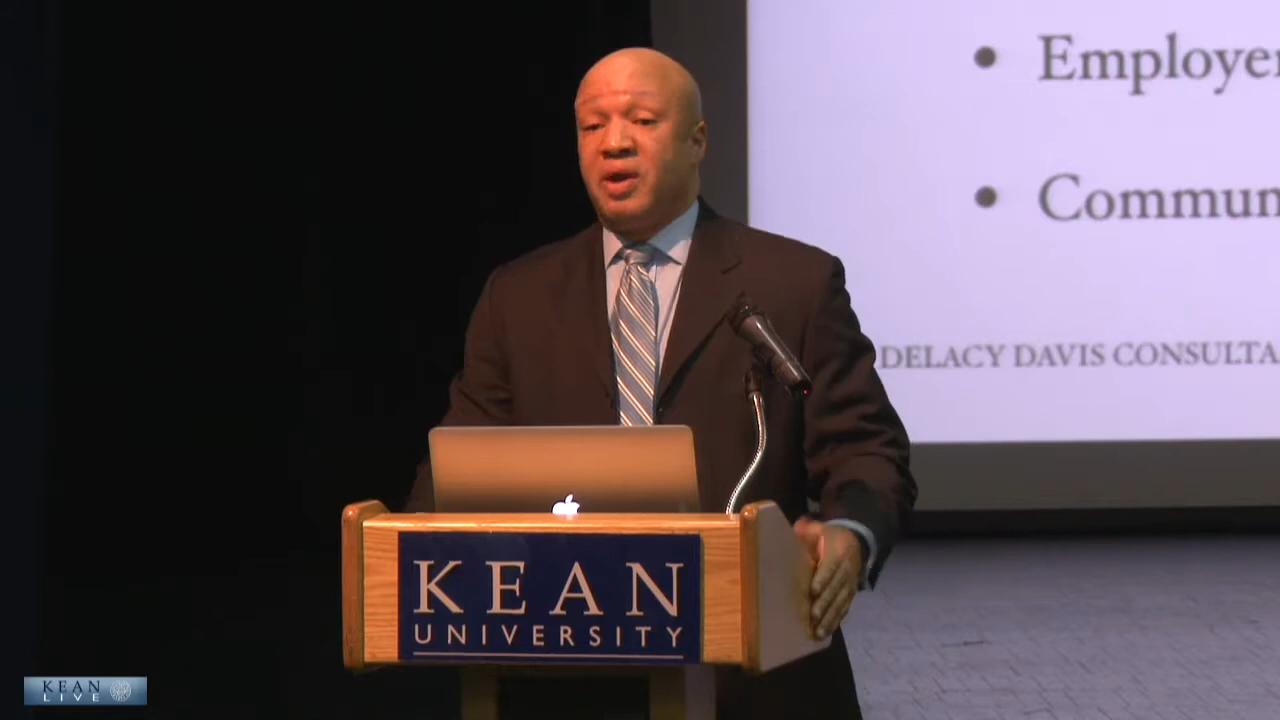 • Employer
• Commun
DELACY DAVIS CONSULTA
KEAN
UNIVERSITY
KEAN
LIVE